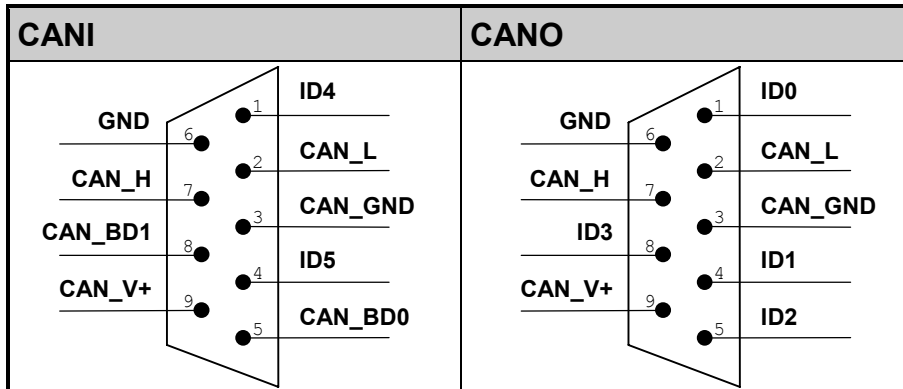 CANI
ID4
1
GND
6
CAN_L
2
CAN_H
7
CAN_GND
3
CAN_BD1
8
ID5
4
CAN_V+
9
CAN_BD0
5
CANO
ID0
1
GND
6
CAN_L
2
CAN_H
7
CAN_GND
3
ID3
8
ID1
4
CAN_V+
9
ID2
5